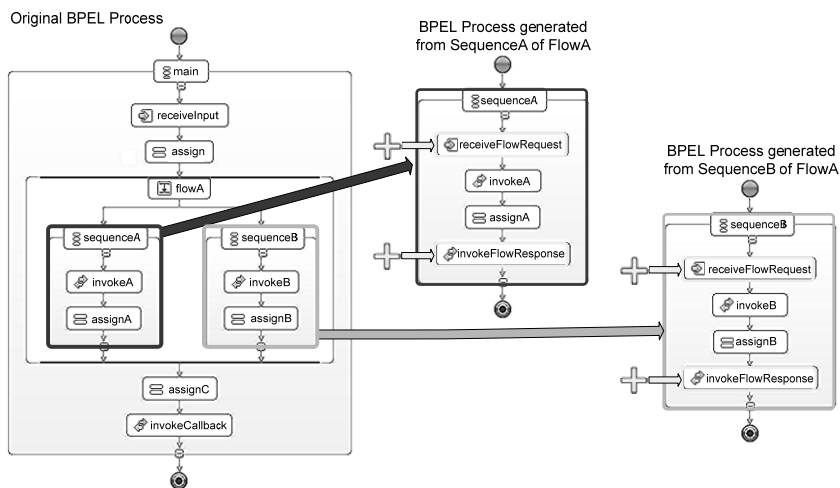 Original BPEL Process
main
receiveInput
assign
flowA
sequenceA
sequenceB
invokeA
invokeB
assignA
assignB
assignC
invokeCallback
BPEL Process generated
from SequenceA of FlowA
sequenceA
receiveFlowRequest
invokeA
assignA
invokeFlowResponse
BPEL Process generated
from SequenceB of FlowA
sequenceB
receiveFlowRequest
invokeB
assignB
invokeFlowResponse